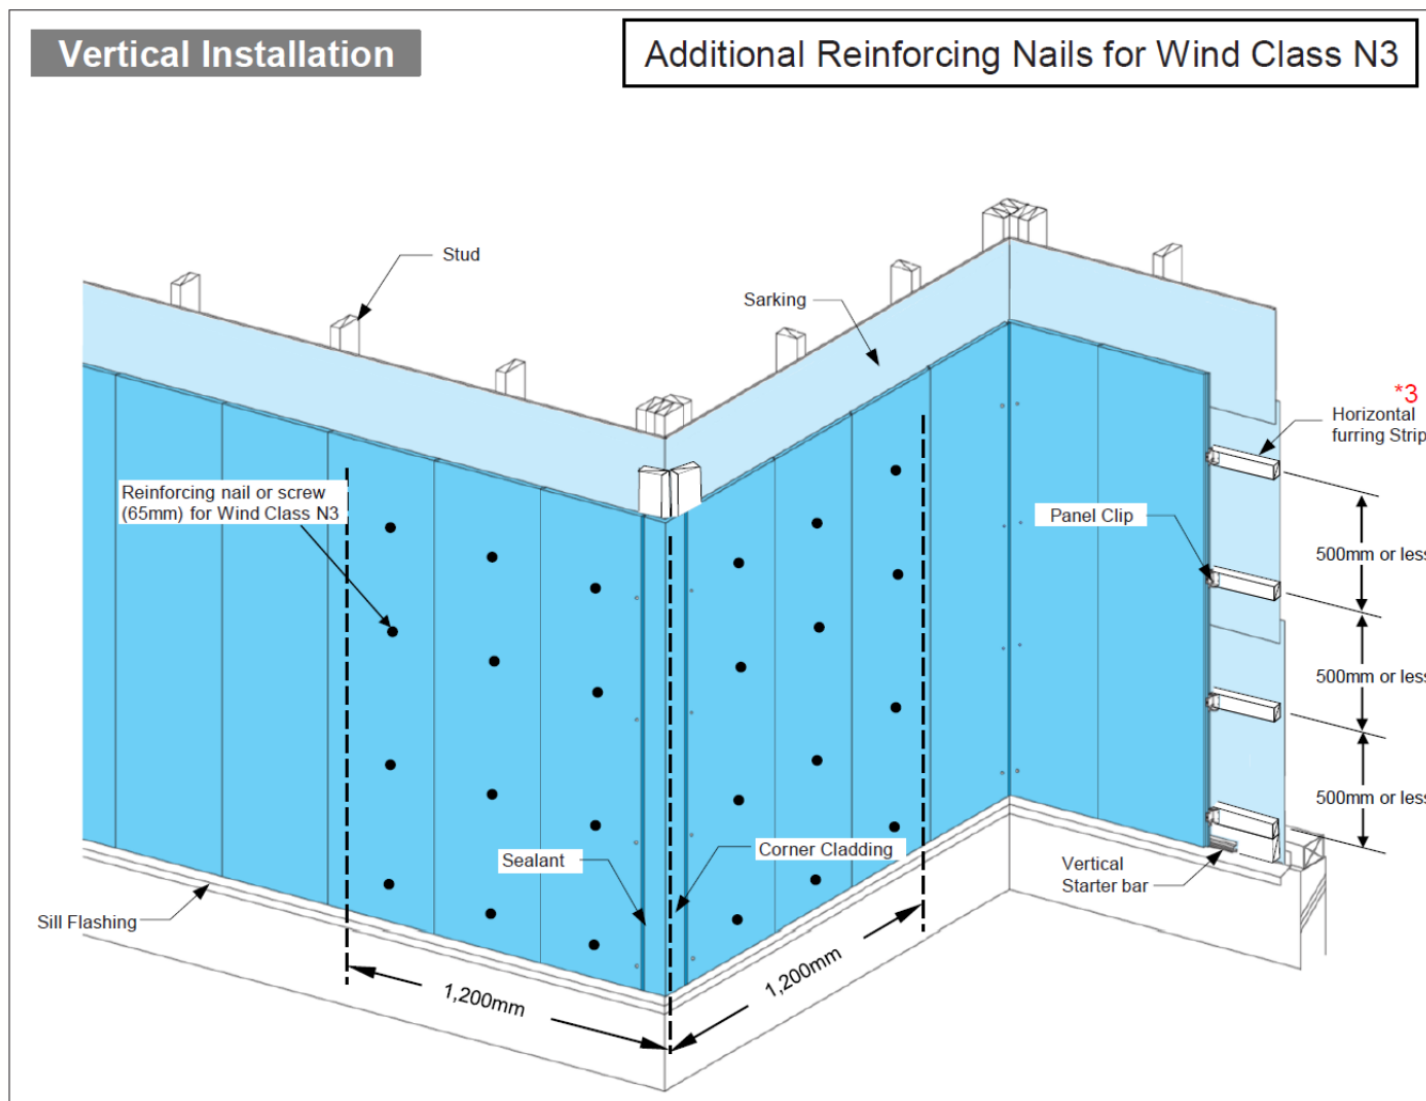 Vertical Installation
Additional Reinforcing Nails for Wind Class N3
Stud
Sarking
*3
Horizontal
furring Strip
Reinforcing nail or screw
(65mm) for Wind Class N3
Panel Clip
500mm or less
500mm or less
500mm or less
Sealant
Corner Cladding
Vertical
Starter bar
Sill Flashing
1,200mm
1,200mm